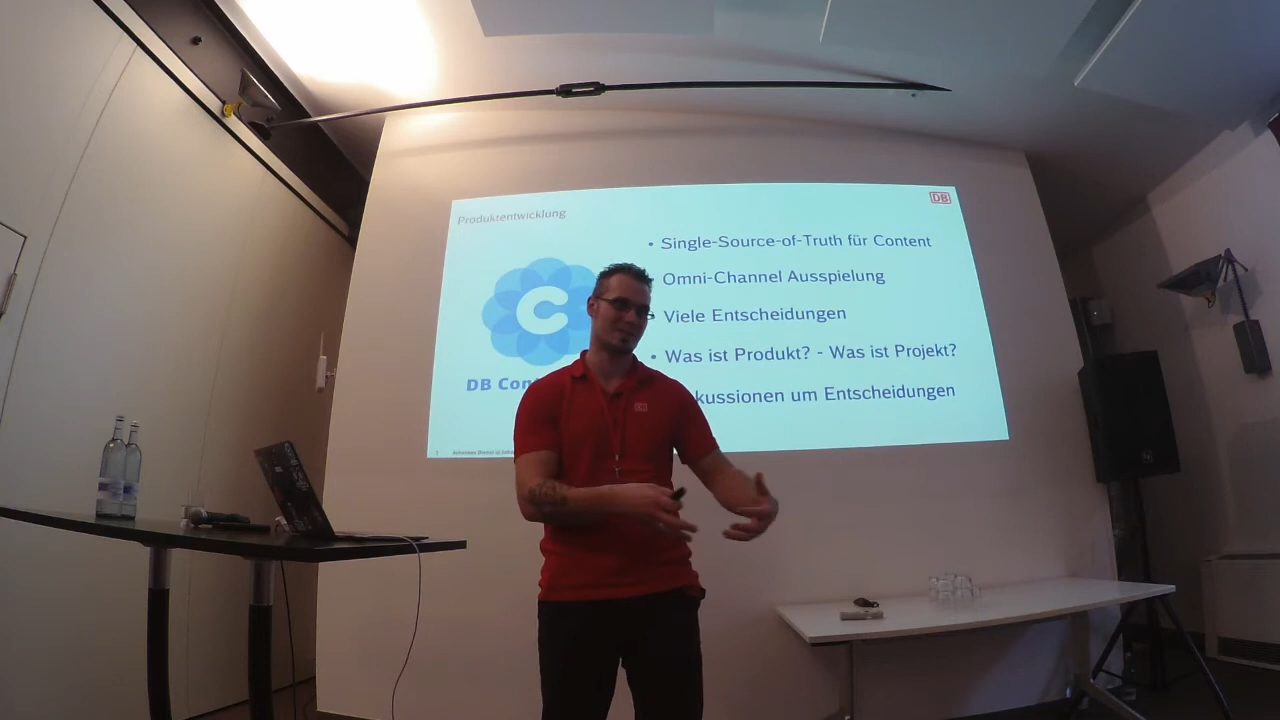 Produktentwicklung
DB
• Single-Source-of-Truth für Content
Omni-Channel Ausspielung
Viele Entscheidungen
• Was ist Produkt? - Was ist Projekt?
kussionen um Entscheidungen
C
DB Con